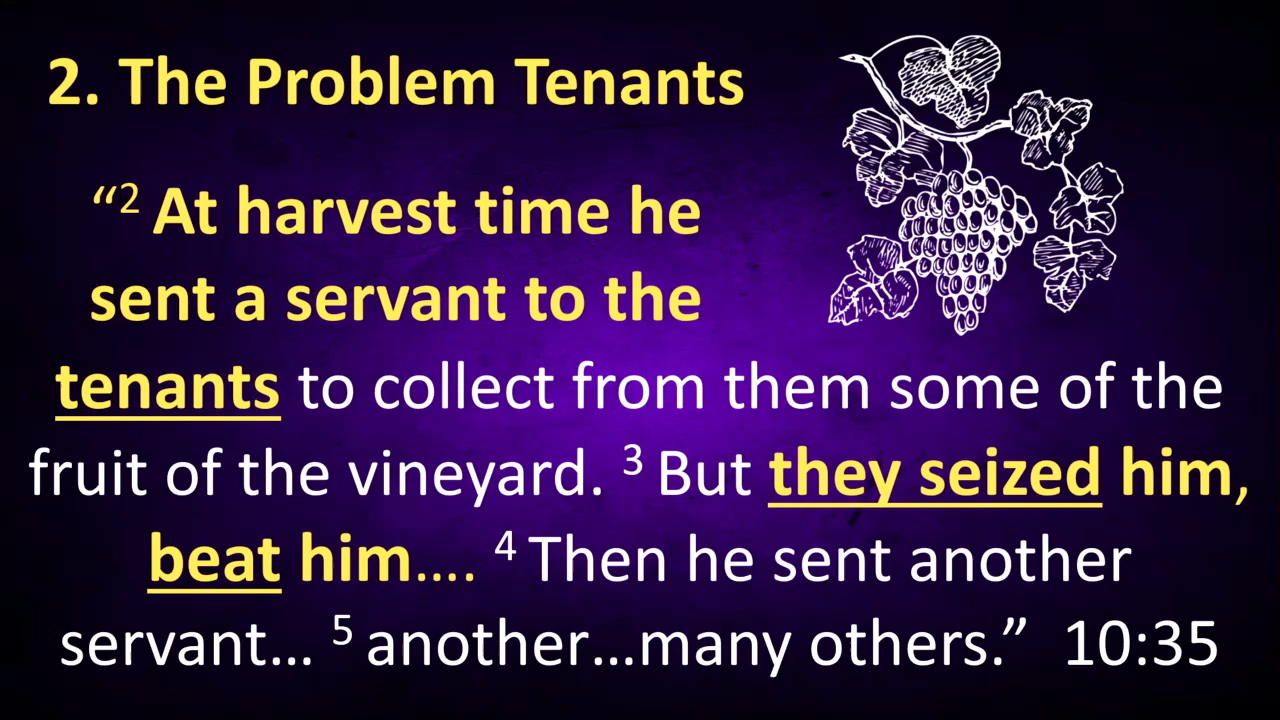 2. The Problem Tenants
“2 At harvest time he
sent a servant to the
tenants to collect from them some of the
fruit of the vineyard. 3 But they seized him,
beat him…. 4 Then he sent another
servant… 5 another…many others.” 10:35